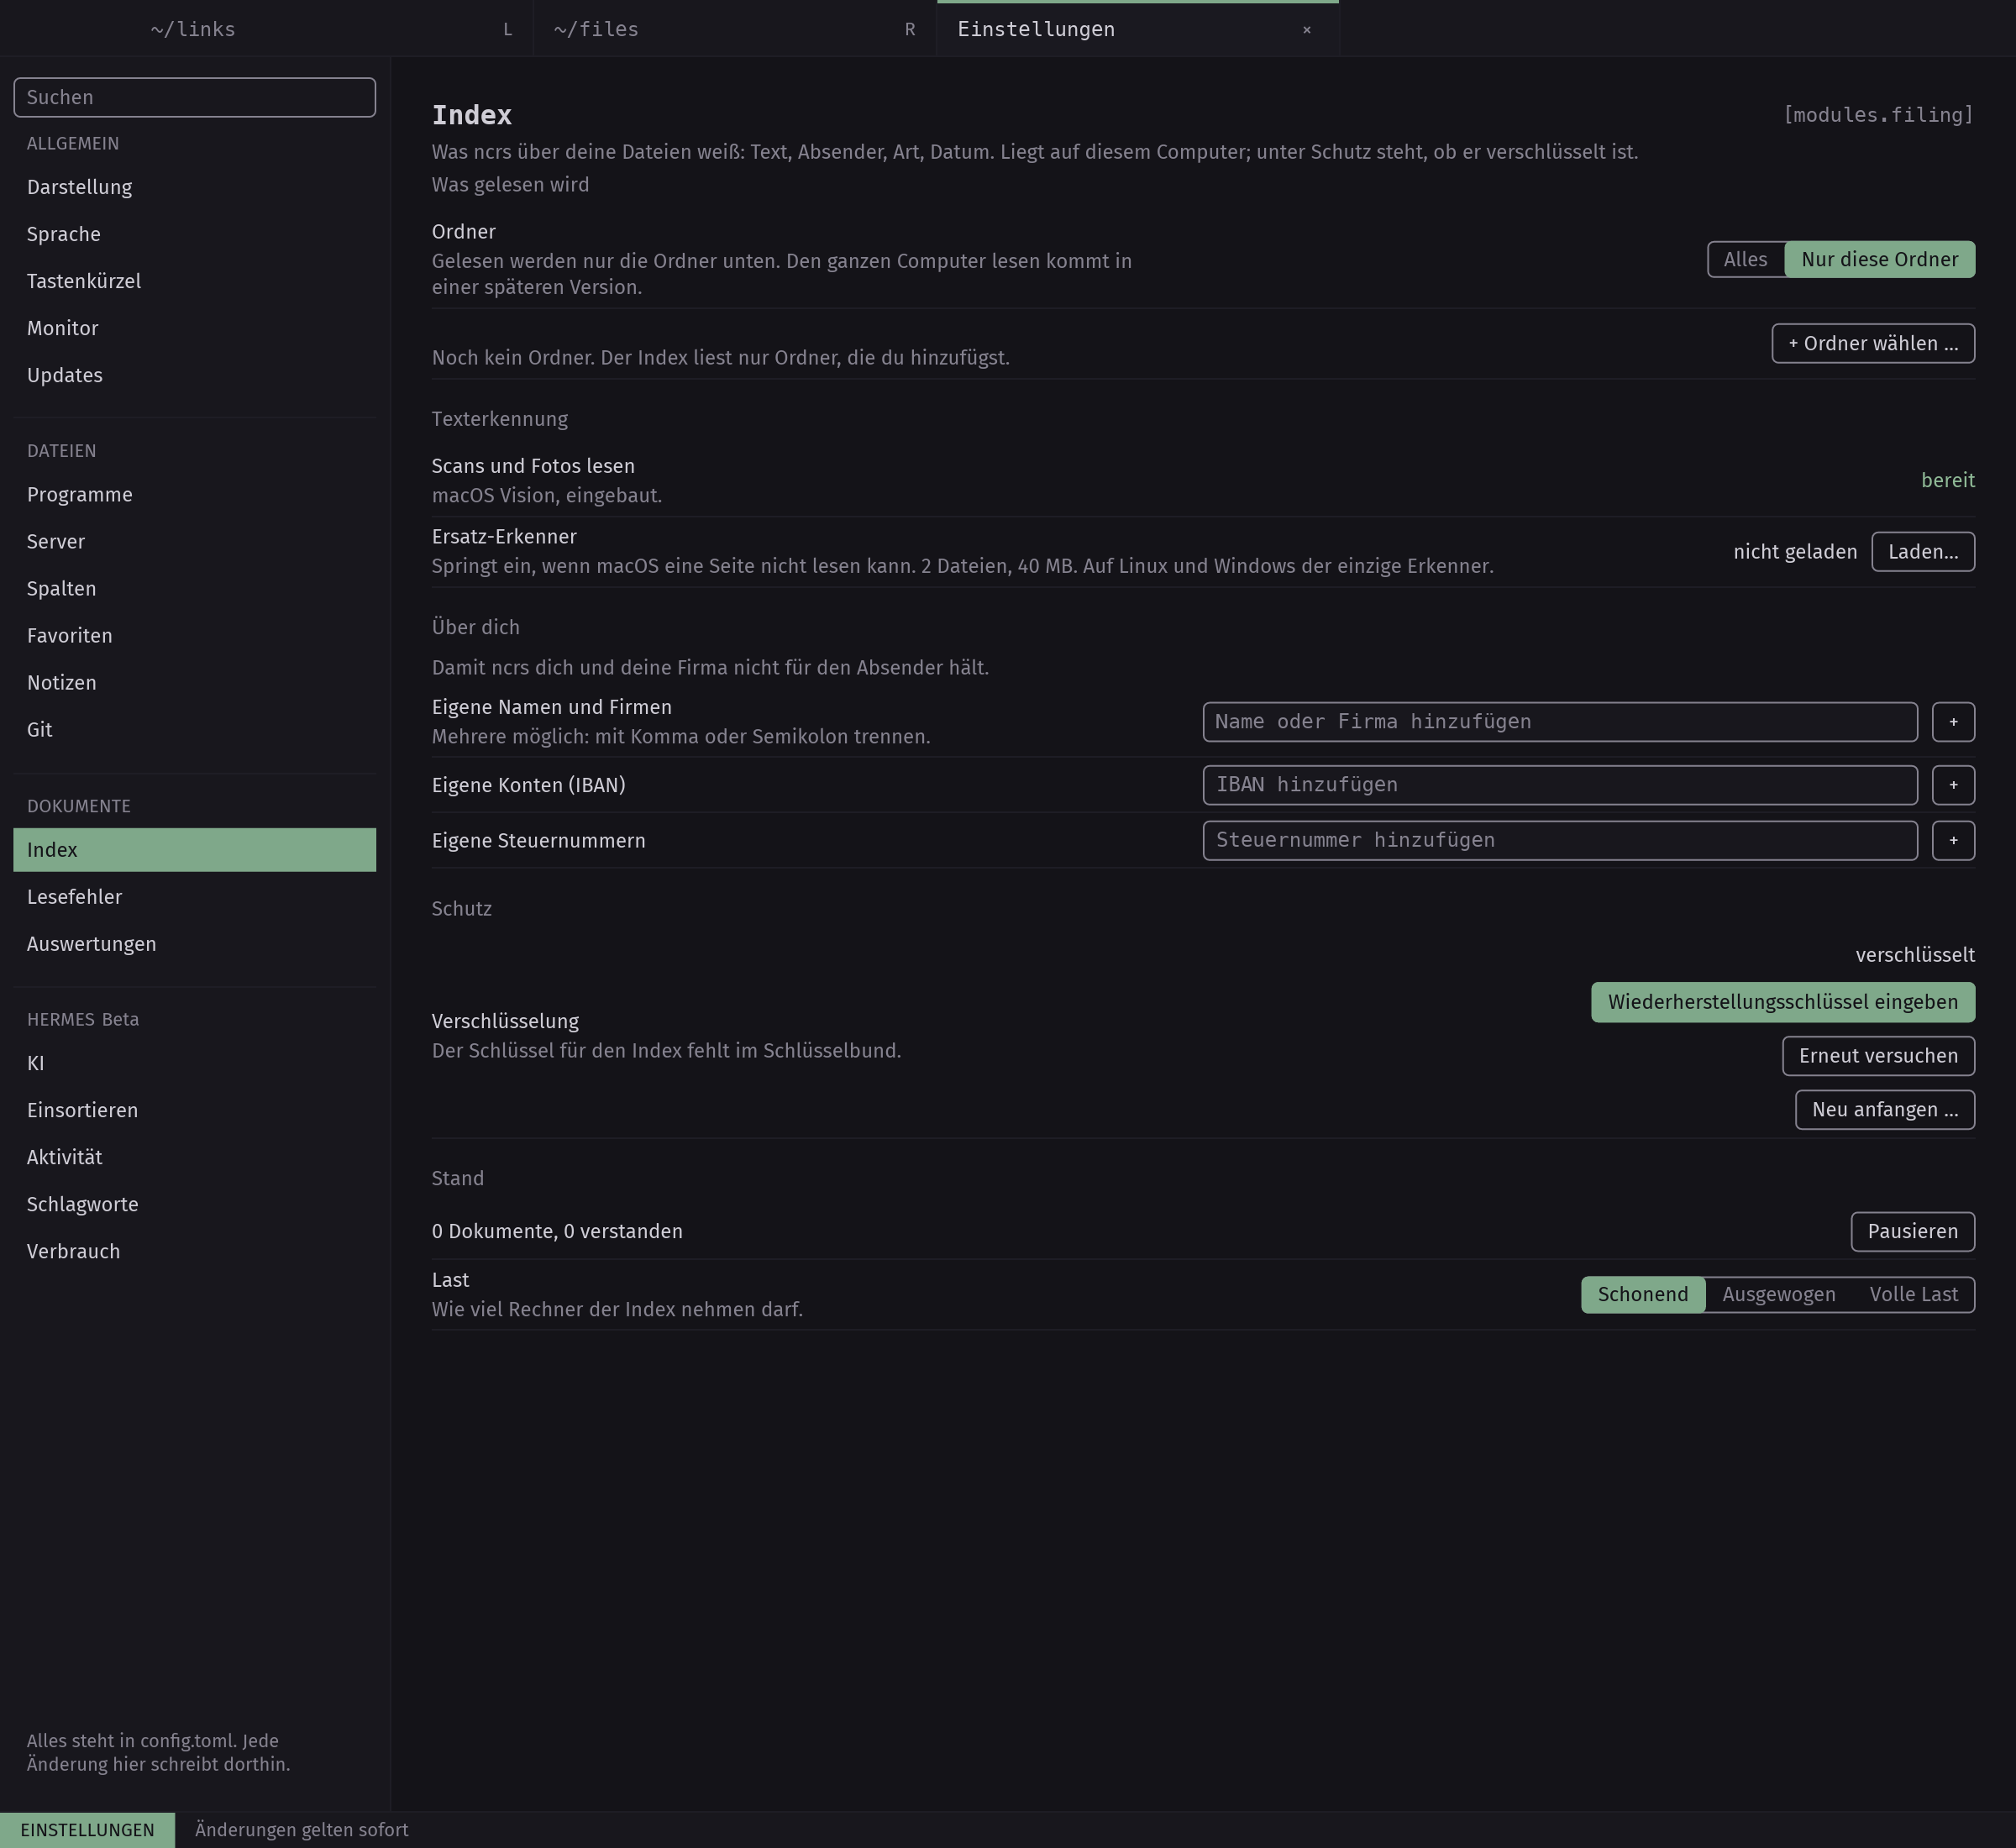 ~/links L ~/files R Einstellungen ×
Suchen
ALLGEMEIN
Darstellung
Sprache
Tastenkürzel
Monitor
Updates
DATEIEN
Programme
Server
Spalten
Favoriten
Notizen
Git
DOKUMENTE
Index
Lesefehler
Auswertungen
HERMES Beta
KI
Einsortieren
Aktivität
Schlagworte
Verbrauch
Alles steht in config.toml. Jede
Änderung hier schreibt dorthin.
Index [modules.filing]
Was ncrs über deine Dateien weiß: Text, Absender, Art, Datum. Liegt auf diesem Computer; unter Schutz steht, ob er verschlüsselt ist.
Was gelesen wird
Ordner
Gelesen werden nur die Ordner unten. Den ganzen Computer lesen kommt in
einer späteren Version.
Alles Nur diese Ordner
Noch kein Ordner. Der Index liest nur Ordner, die du hinzufügst.
+ Ordner wählen ...
Texterkennung
Scans und Fotos lesen
macOS Vision, eingebaut.
bereit
Ersatz-Erkenner
Springt ein, wenn macOS eine Seite nicht lesen kann. 2 Dateien, 40 MB. Auf Linux und Windows der einzige Erkenner.
nicht geladen Laden...
Über dich
Damit ncrs dich und deine Firma nicht für den Absender hält.
Eigene Namen und Firmen
Mehrere möglich: mit Komma oder Semikolon trennen.
Name oder Firma hinzufügen +
Eigene Konten (IBAN) IBAN hinzufügen +
Eigene Steuernummern Steuernummer hinzufügen +
Schutz
verschlüsselt
Verschlüsselung
Der Schlüssel für den Index fehlt im Schlüsselbund.
Wiederherstellungsschlüssel eingeben
Erneut versuchen
Neu anfangen ...
Stand
0 Dokumente, 0 verstanden Pausieren
Last
Wie viel Rechner der Index nehmen darf.
Schonend Ausgewogen Volle Last
EINSTELLUNGEN Änderungen gelten sofort